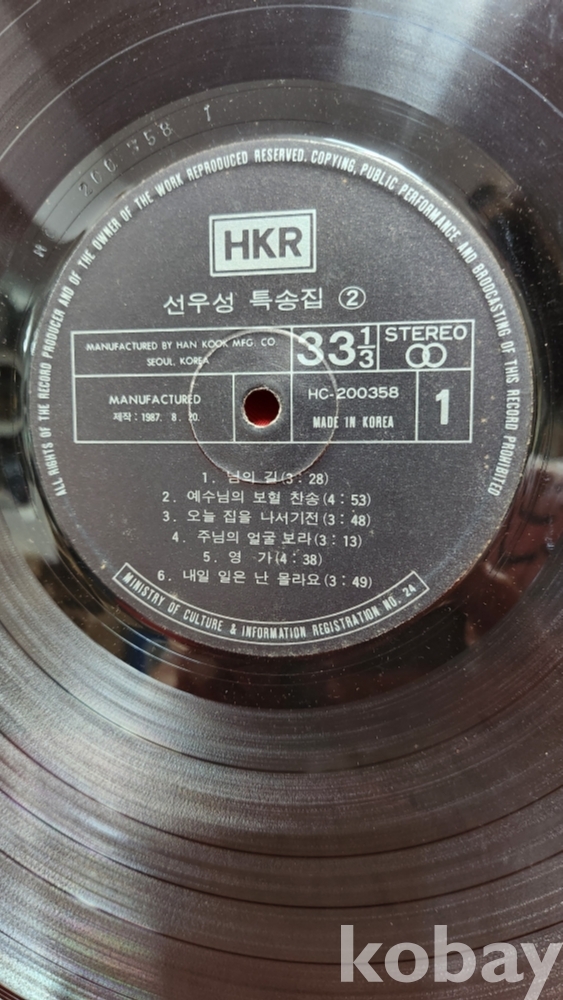 200358 1
ALL RIGHTS OF THE RECORD PRODUCER AND OF THE OWNER OF THE WORK REPRODUCED RESERVED. COPYING, PUBLIC PERFORMANCE AND BRODCASTING OF THIS RECORD PROHIBITED
HKR
선우성 특송집 ②
MANUFACTURED BY HAN KOOK MFG. CO
SEOUL, KOREA
33 1/3
STEREO
MANUFACTURED
제작: 1987. 8. 20.
HC-200358
MADE IN KOREA
1
1. 님의 길(3:28)
2. 예수님의 보혈 찬송(4:53)
3. 오늘 집을 나서기전(3:48)
4. 주님의 얼굴 보라(3:13)
5. 영 가(4:38)
6. 내일 일은 난 몰라요(3:49)
MINISTRY OF CULTURE & INFORMATION REGISTRATION NO. 24
kobay